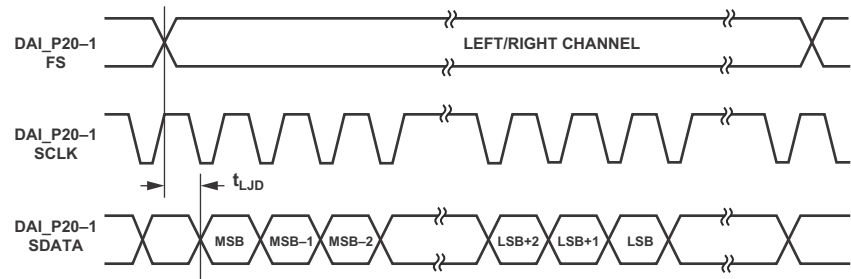 DAI_P20–1
FS
LEFT/RIGHT CHANNEL
DAI_P20–1
SCLK
tLJD
DAI_P20–1
SDATA
MSB MSB–1 MSB–2 LSB+2 LSB+1 LSB